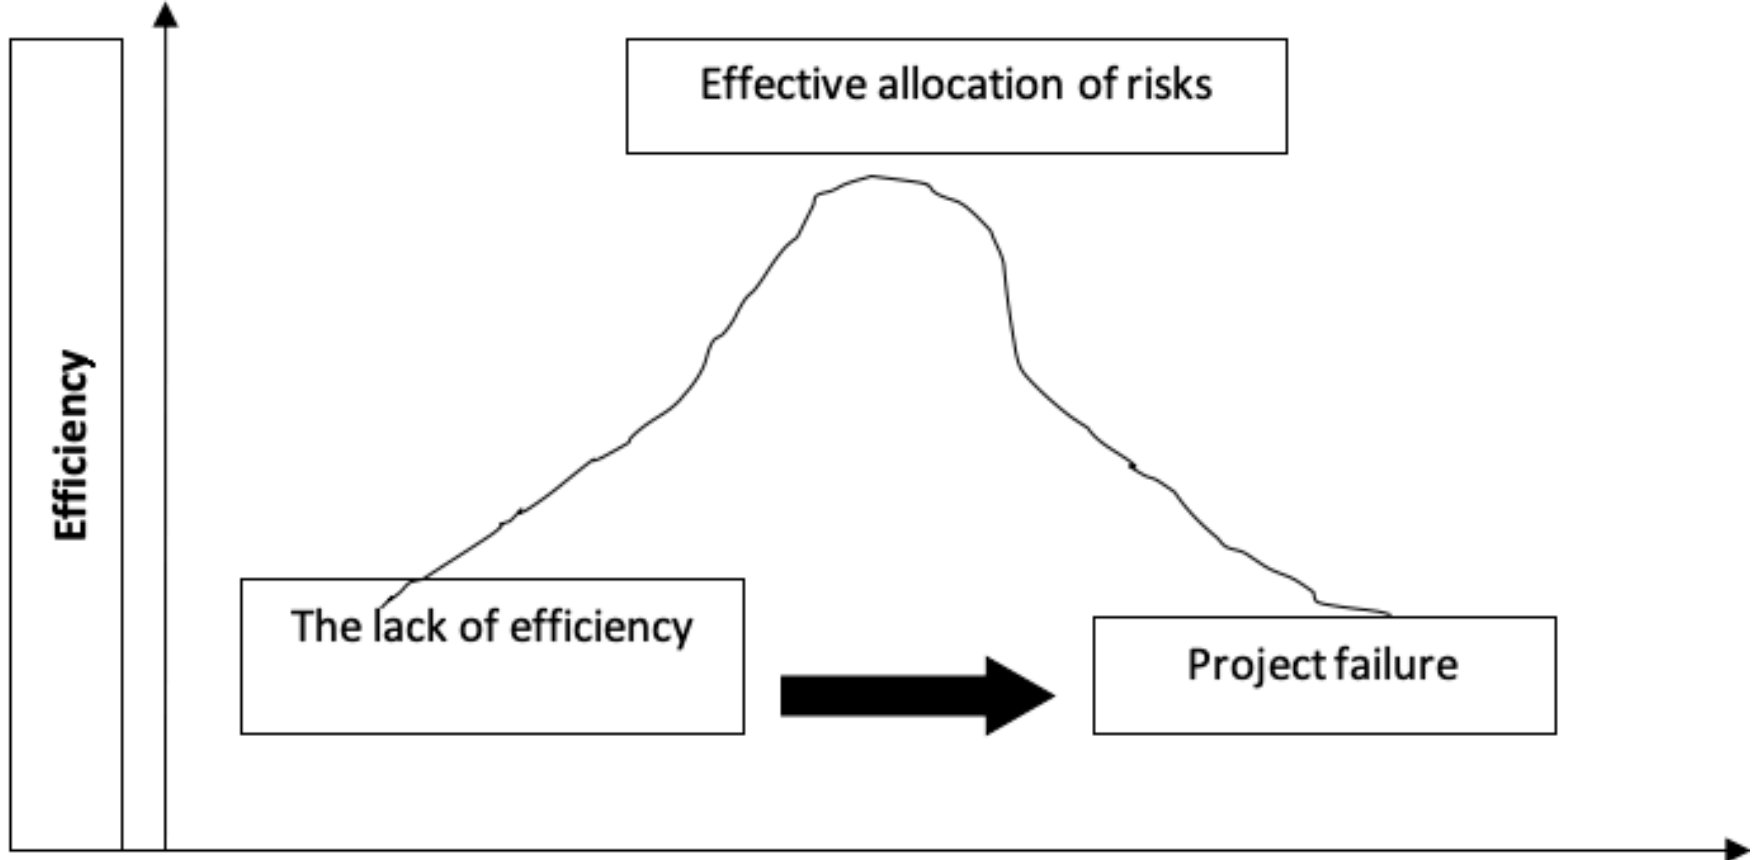 Effective allocation of risks
Efficiency
The lack of efficiency
Project failure